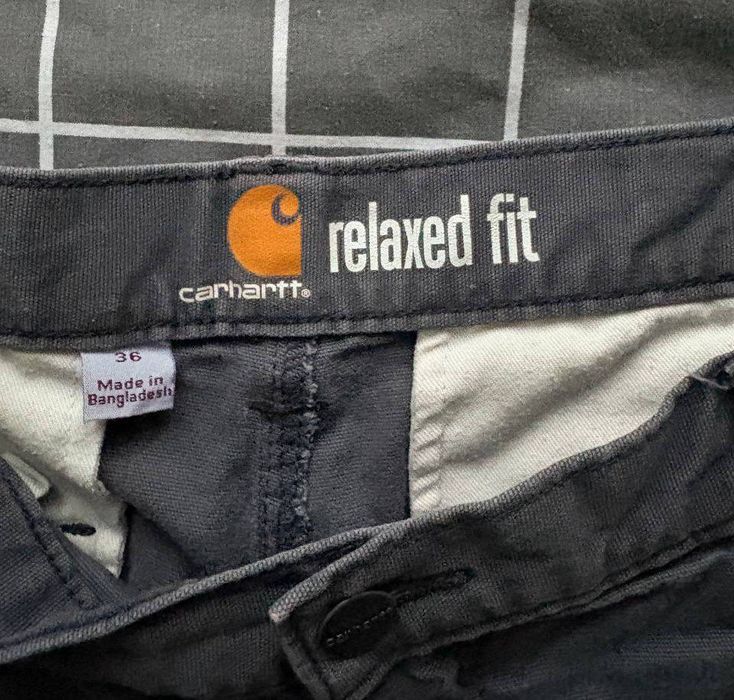 relaxed fit
carhartt®
36
Made in
Bangladesh